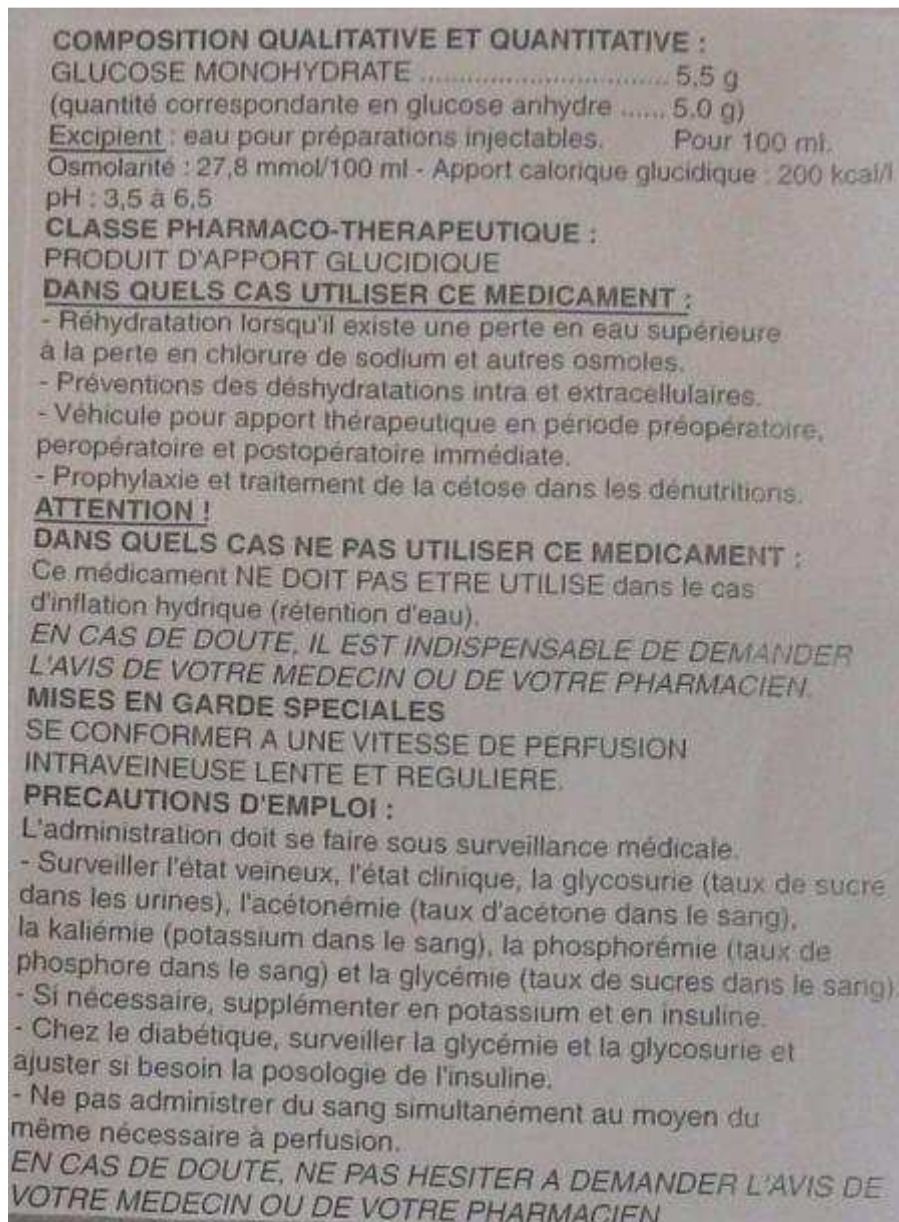 COMPOSITION QUALITATIVE ET QUANTITATIVE :
GLUCOSE MONOHYDRATE ................................ 5,5 g
(quantité correspondante en glucose anhydre ...... 5,0 g)
Excipient : eau pour préparations injectables. Pour 100 ml.
Osmolarité : 27,8 mmol/100 ml - Apport calorique glucidique : 200 kcal/l
pH : 3,5 à 6,5
CLASSE PHARMACO-THERAPEUTIQUE :
PRODUIT D'APPORT GLUCIDIQUE
DANS QUELS CAS UTILISER CE MEDICAMENT :
- Réhydratation lorsqu'il existe une perte en eau supérieure
à la perte en chlorure de sodium et autres osmoles.
- Préventions des déshydratations intra et extracellulaires.
- Véhicule pour apport thérapeutique en période préopératoire,
peropératoire et postopératoire immédiate.
- Prophylaxie et traitement de la cétose dans les dénutritions.
ATTENTION !
DANS QUELS CAS NE PAS UTILISER CE MEDICAMENT :
Ce médicament NE DOIT PAS ETRE UTILISE dans le cas
d'inflation hydrique (rétention d'eau).
EN CAS DE DOUTE, IL EST INDISPENSABLE DE DEMANDER
L'AVIS DE VOTRE MEDECIN OU DE VOTRE PHARMACIEN.
MISES EN GARDE SPECIALES
SE CONFORMER A UNE VITESSE DE PERFUSION
INTRAVEINEUSE LENTE ET REGULIERE.
PRECAUTIONS D'EMPLOI :
L'administration doit se faire sous surveillance médicale.
- Surveiller l'état veineux, l'état clinique, la glycosurie (taux de sucre
dans les urines), l'acétonémie (taux d'acétone dans le sang),
la kaliémie (potassium dans le sang), la phosphorémie (taux de
phosphore dans le sang) et la glycémie (taux de sucres dans le sang)
- Si nécessaire, supplémenter en potassium et en insuline.
- Chez le diabétique, surveiller la glycémie et la glycosurie et
ajuster si besoin la posologie de l'insuline.
- Ne pas administrer du sang simultanément au moyen du
même nécessaire à perfusion.
EN CAS DE DOUTE, NE PAS HESITER A DEMANDER L'AVIS DE
VOTRE MEDECIN OU DE VOTRE PHARMACIEN